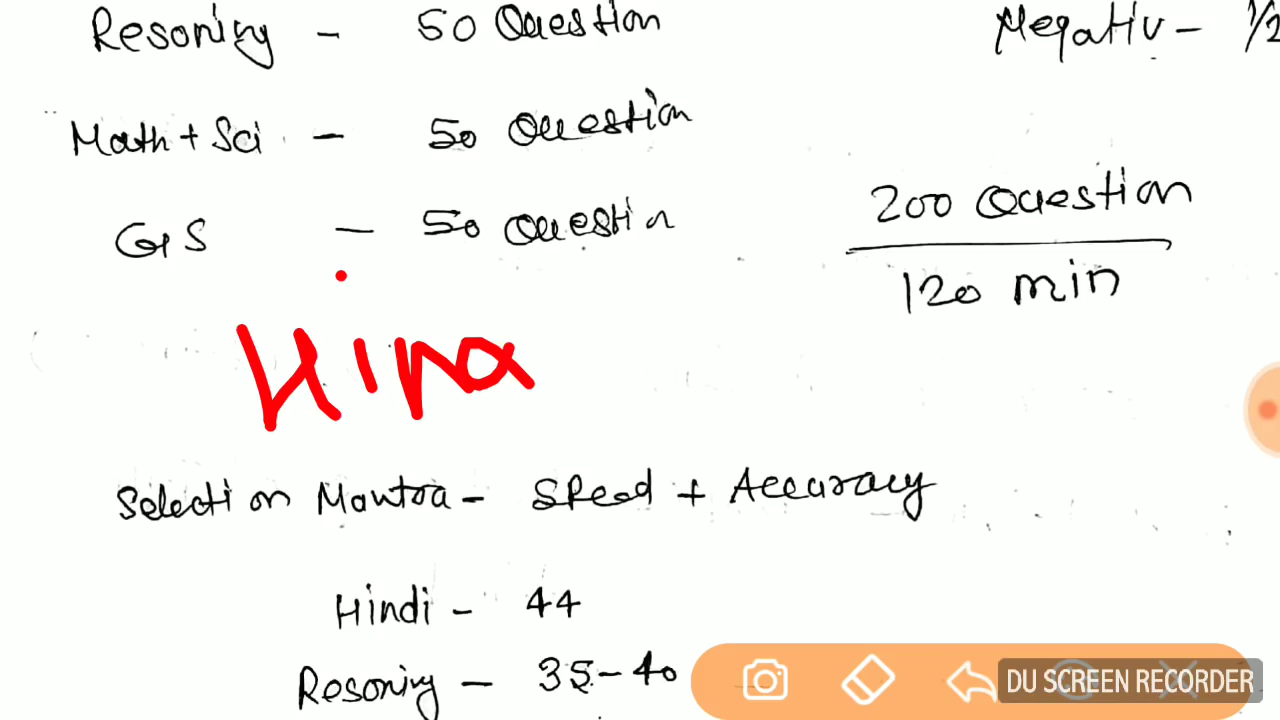 Resoning - 50 Question
Negativ - 1/2
Math + Sci - 50 Question
GS - 50 Question
200 Question
120 min
Hina
Selection Mantra - SPeed + Accuracy
Hindi - 44
Resoning - 35-40
DU SCREEN RECORDER